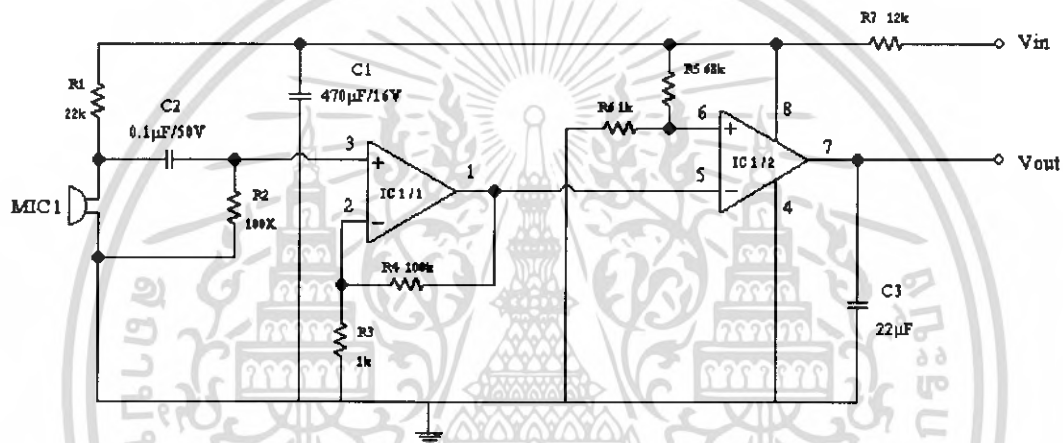 R7 12k
Vin
R1
22k
C1
470µF/16V
R5 68k
C2
0.1µF/50V
R6 1k
6
+
8
IC 1/2
7
Vout
3
+
IC 1/1
1
5
−
4
MIC1
R2
100X
2
−
R4 100k
R3
1k
C3
22µF